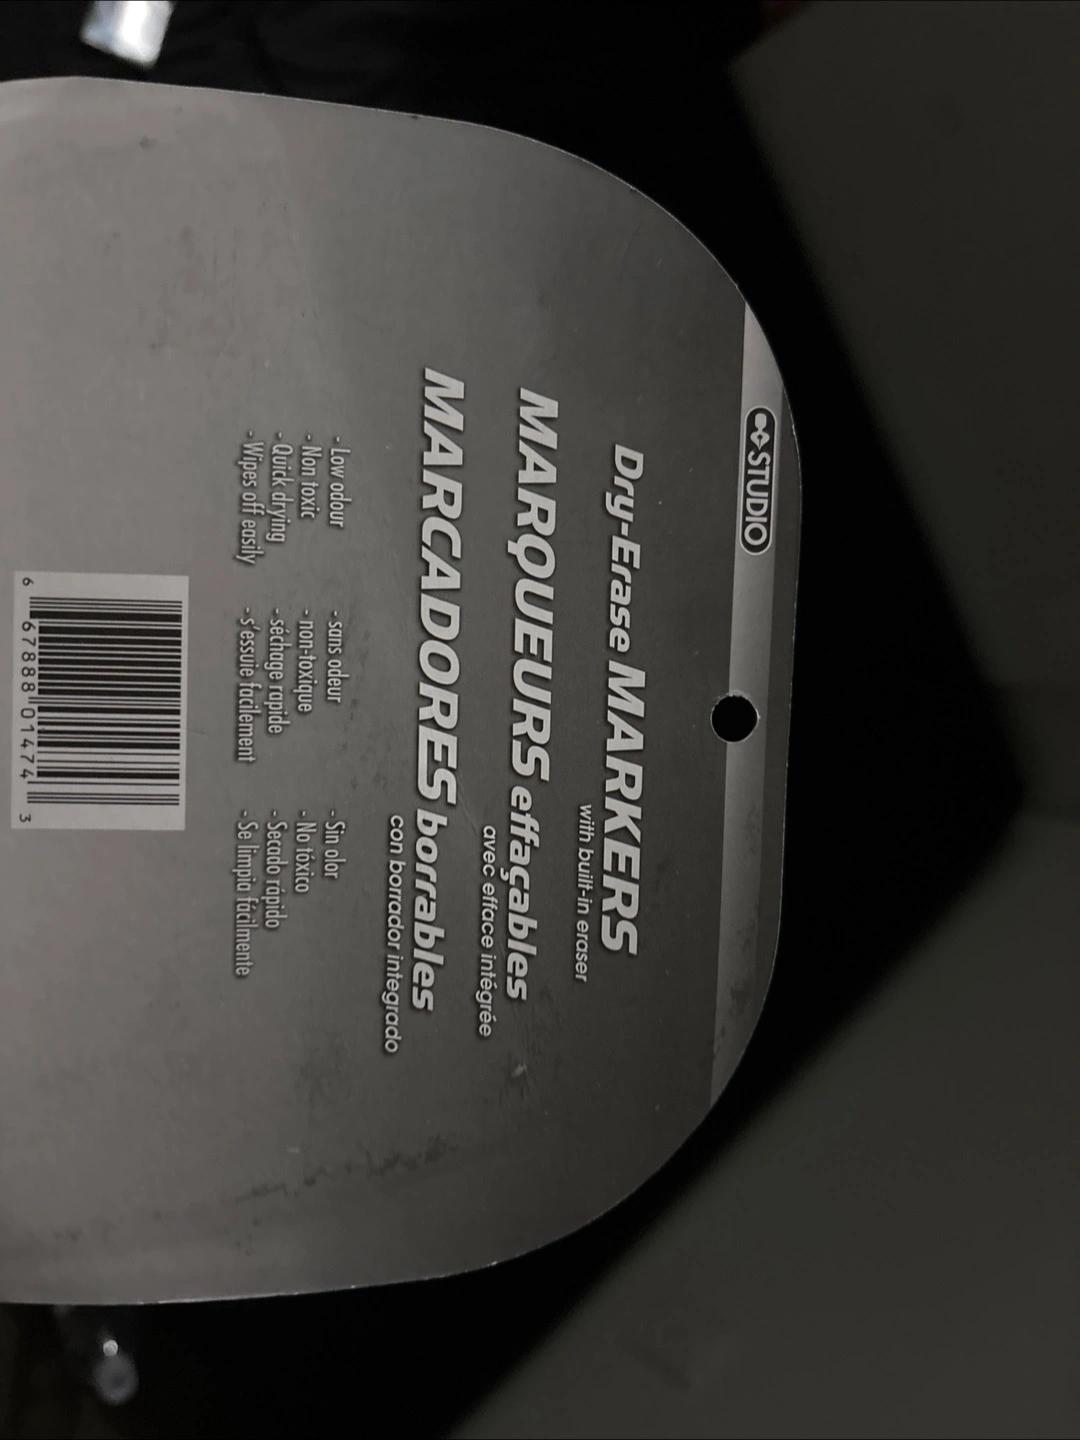 STUDIO
Dry-Erase MARKERS
with built-in eraser
MARQUEURS effaçables
avec efface intégrée
MARCADORES borrables
con borrador integrado
- Low odour
- Non toxic
- Quick drying
- Wipes off easily
- sans odeur
- non-toxique
- séchage rapide
- s'essuie facilement
- Sin olor
- No tóxico
- Secado rápido
- Se limpia fácilmente
6 67888 01474 3